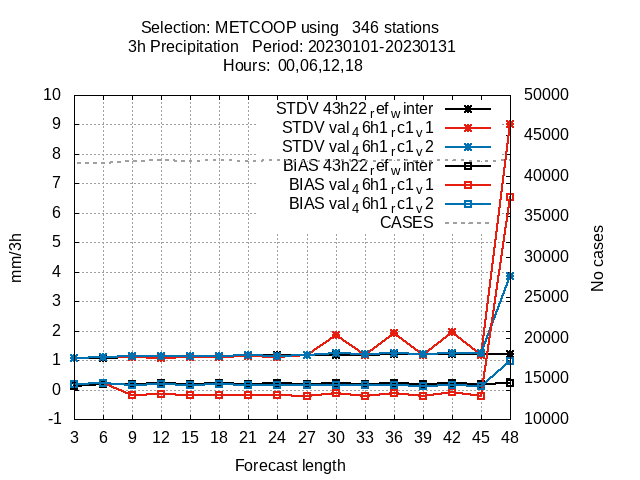 Selection: METCOOP using   346 stations
3h Precipitation   Period: 20230101-20230131
Hours:  00,06,12,18
10
9
8
7
6
5
4
3
2
1
0
-1
50000
45000
40000
35000
30000
25000
20000
15000
10000
STDV 43h22_ref_winter
STDV val_46h1_rc1_v1
STDV val_46h1_rc1_v2
BIAS 43h22_ref_winter
BIAS val_46h1_rc1_v1
BIAS val_46h1_rc1_v2
CASES
mm/3h
No cases
3 6 9 12 15 18 21 24 27 30 33 36 39 42 45 48
Forecast length